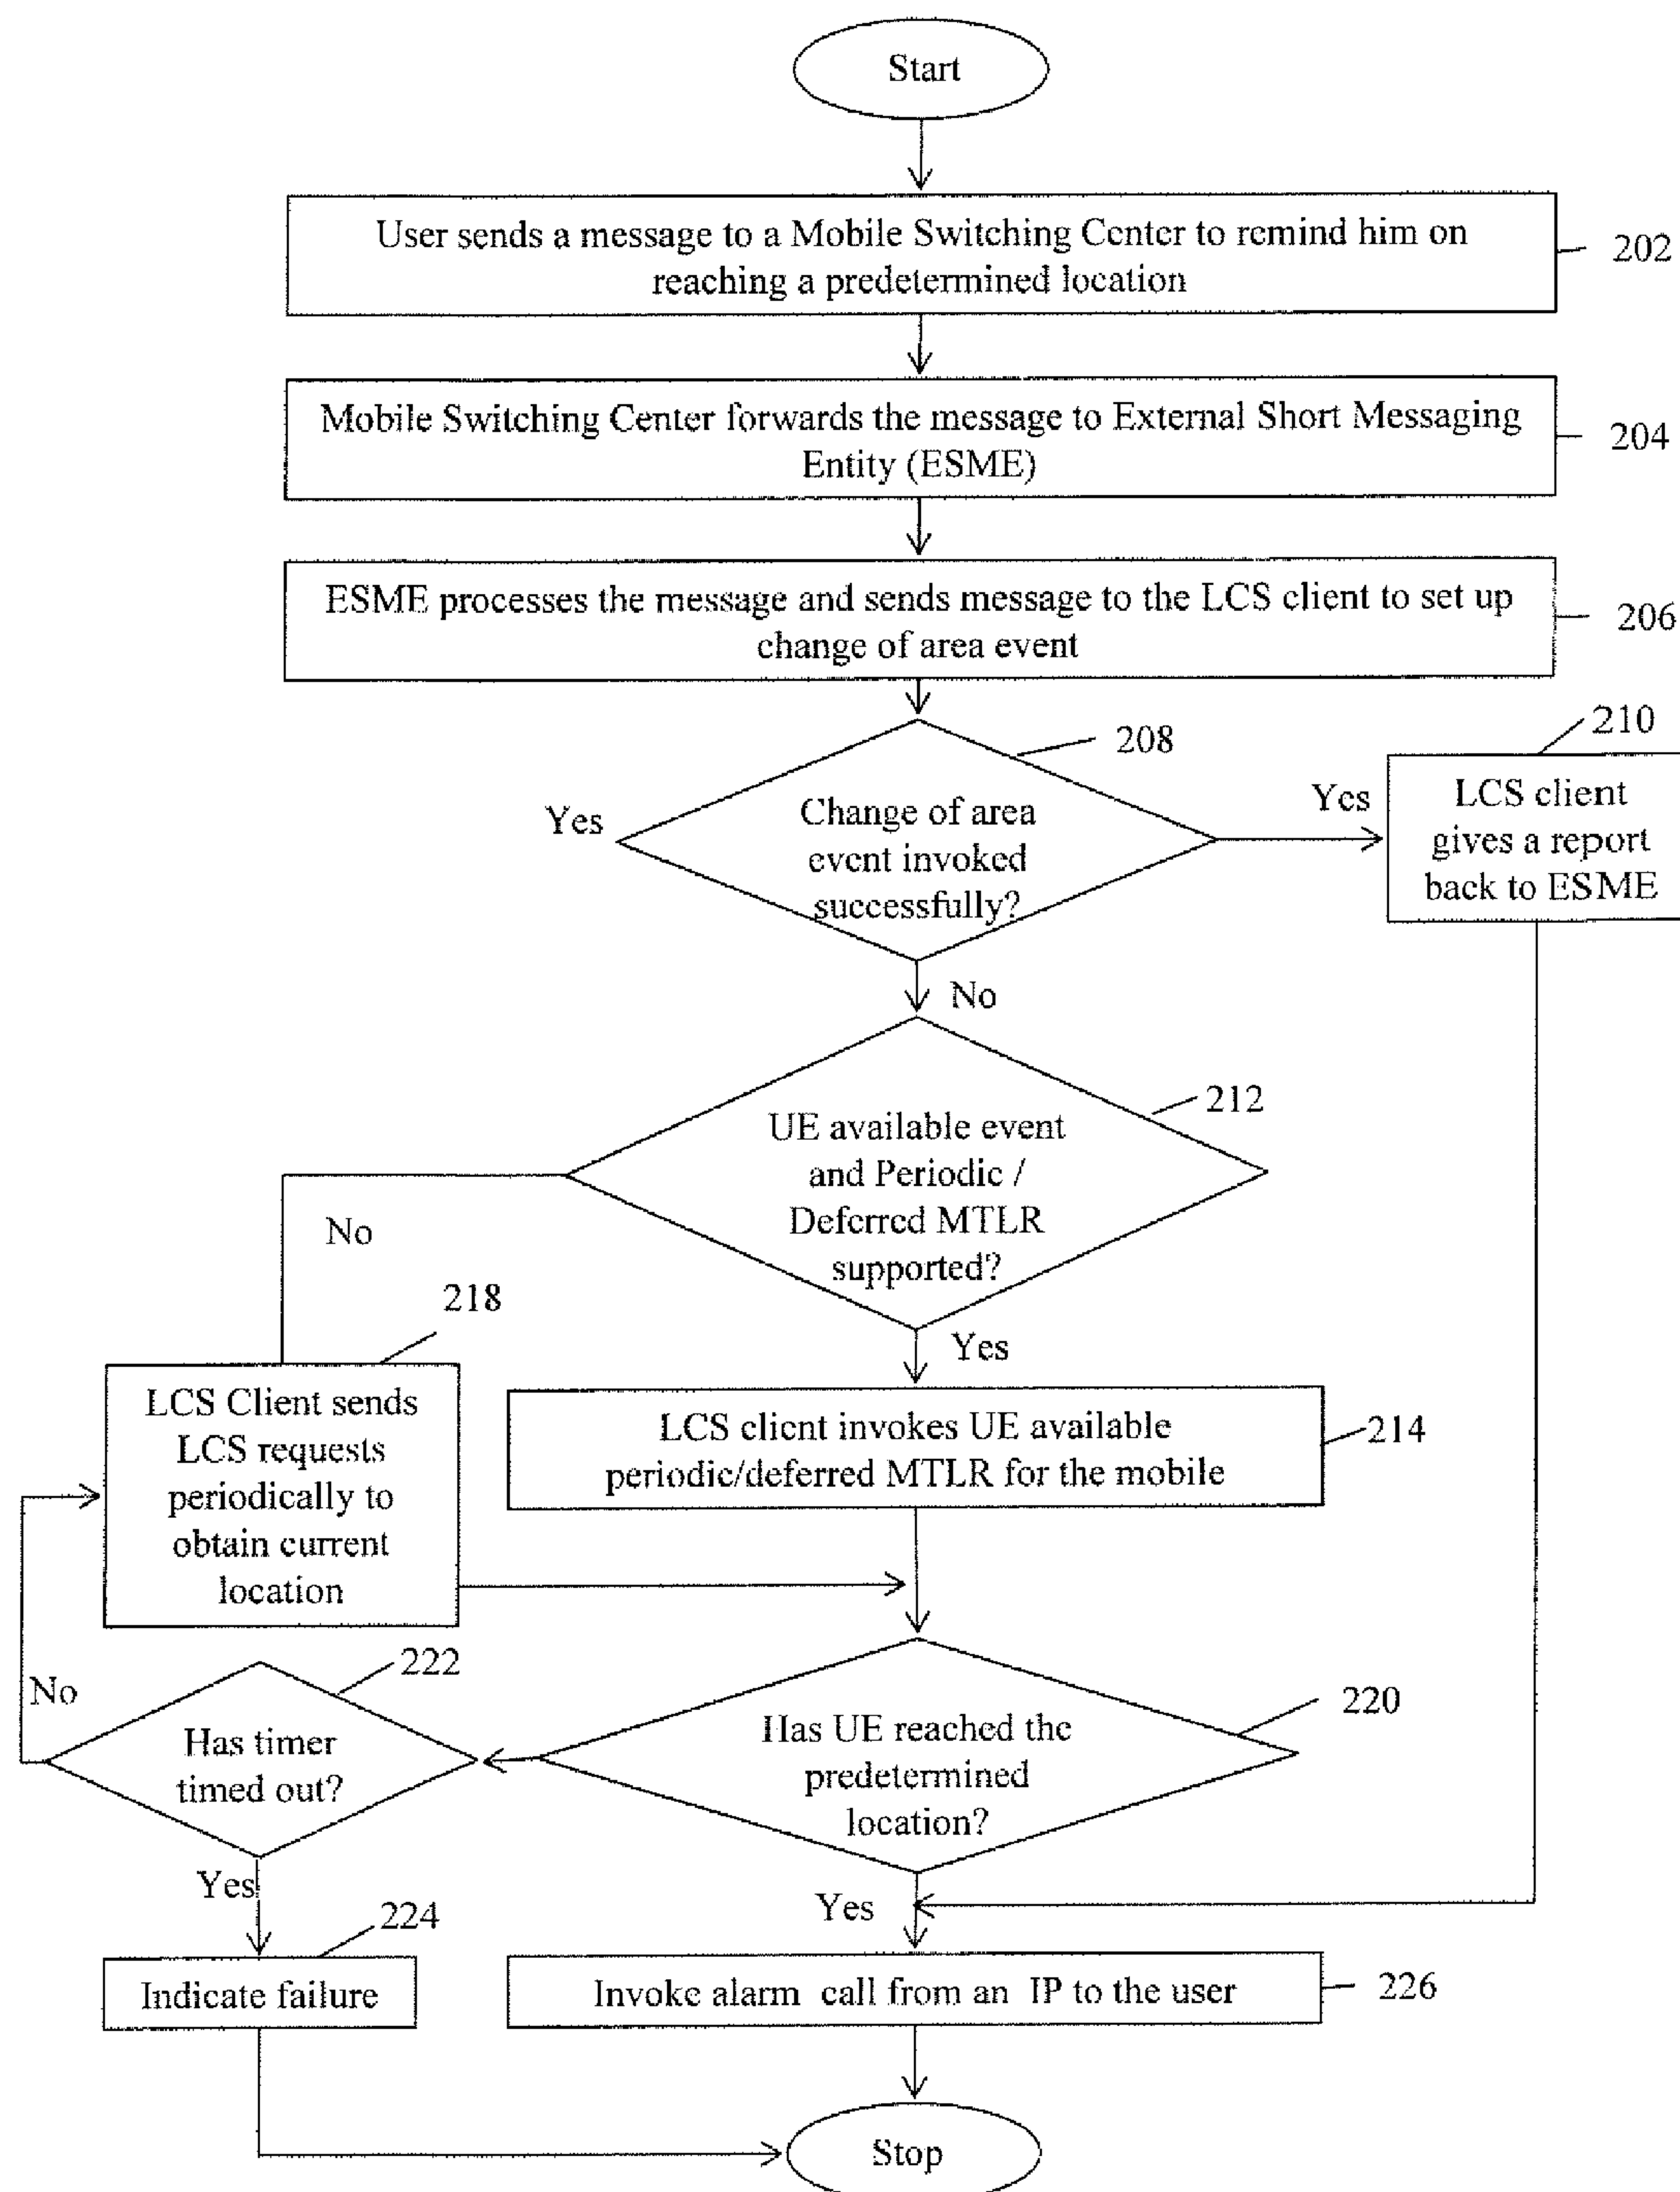 Start
User sends a message to a Mobile Switching Center to remind him on
reaching a predetermined location
202
Mobile Switching Center forwards the message to External Short Messaging
Entity (ESME)
204
ESME processes the message and sends message to the LCS client to set up
change of area event
206
208
210
Yes
Change of area
event invoked
successfully?
Yes
LCS client
gives a report
back to ESME
No
212
UE available event
and Periodic /
Deferred MTLR
supported?
No
218
Yes
LCS Client sends
LCS requests
periodically to
obtain current
location
LCS client invokes UE available
periodic/deferred MTLR for the mobile
214
222
No
Has timer
timed out?
220
Has UE reached the
predetermined
location?
Yes
Yes
224
Indicate failure
Invoke alarm call from an IP to the user
226
Stop